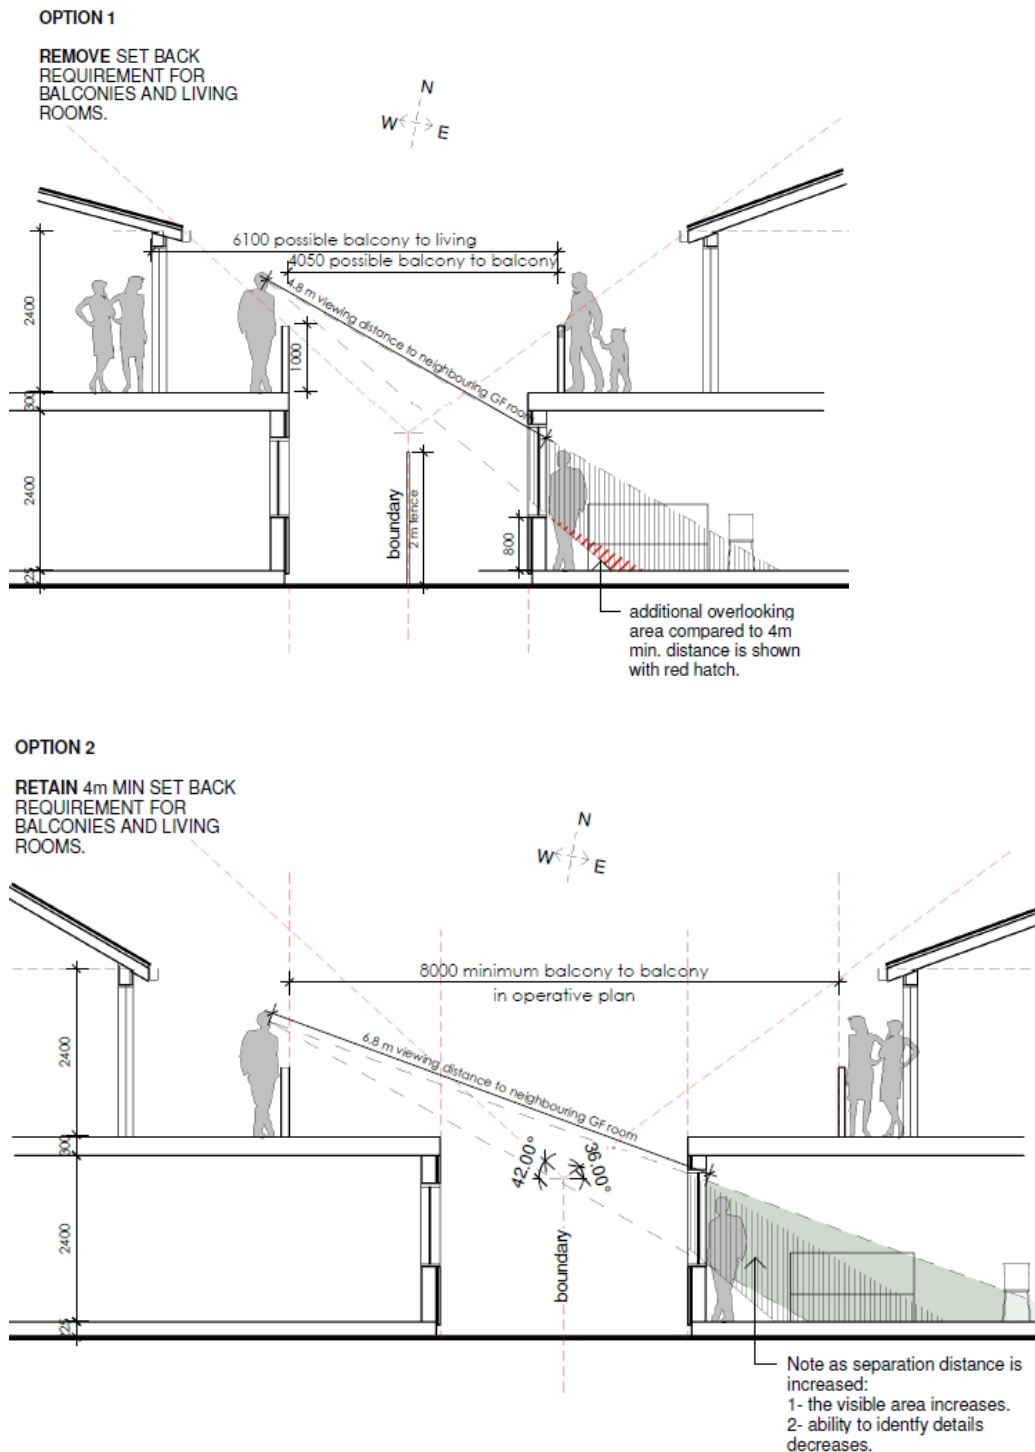 OPTION 1
REMOVE SET BACK
REQUIREMENT FOR
BALCONIES AND LIVING
ROOMS.
N
W
E
6100 possible balcony to living
4050 possible balcony to balcony
4.8 m viewing distance to neighbouring GF room
2400
1000
300
2400
boundary
2 m fence
800
225
additional overlooking
area compared to 4m
min. distance is shown
with red hatch.
OPTION 2
RETAIN 4m MIN SET BACK
REQUIREMENT FOR
BALCONIES AND LIVING
ROOMS.
N
W
E
8000 minimum balcony to balcony
in operative plan
6.8 m viewing distance to neighbouring GF room
2400
300
42.00°
36.00°
2400
boundary
225
Note as separation distance is
increased:
1- the visible area increases.
2- ability to identfy details
decreases.